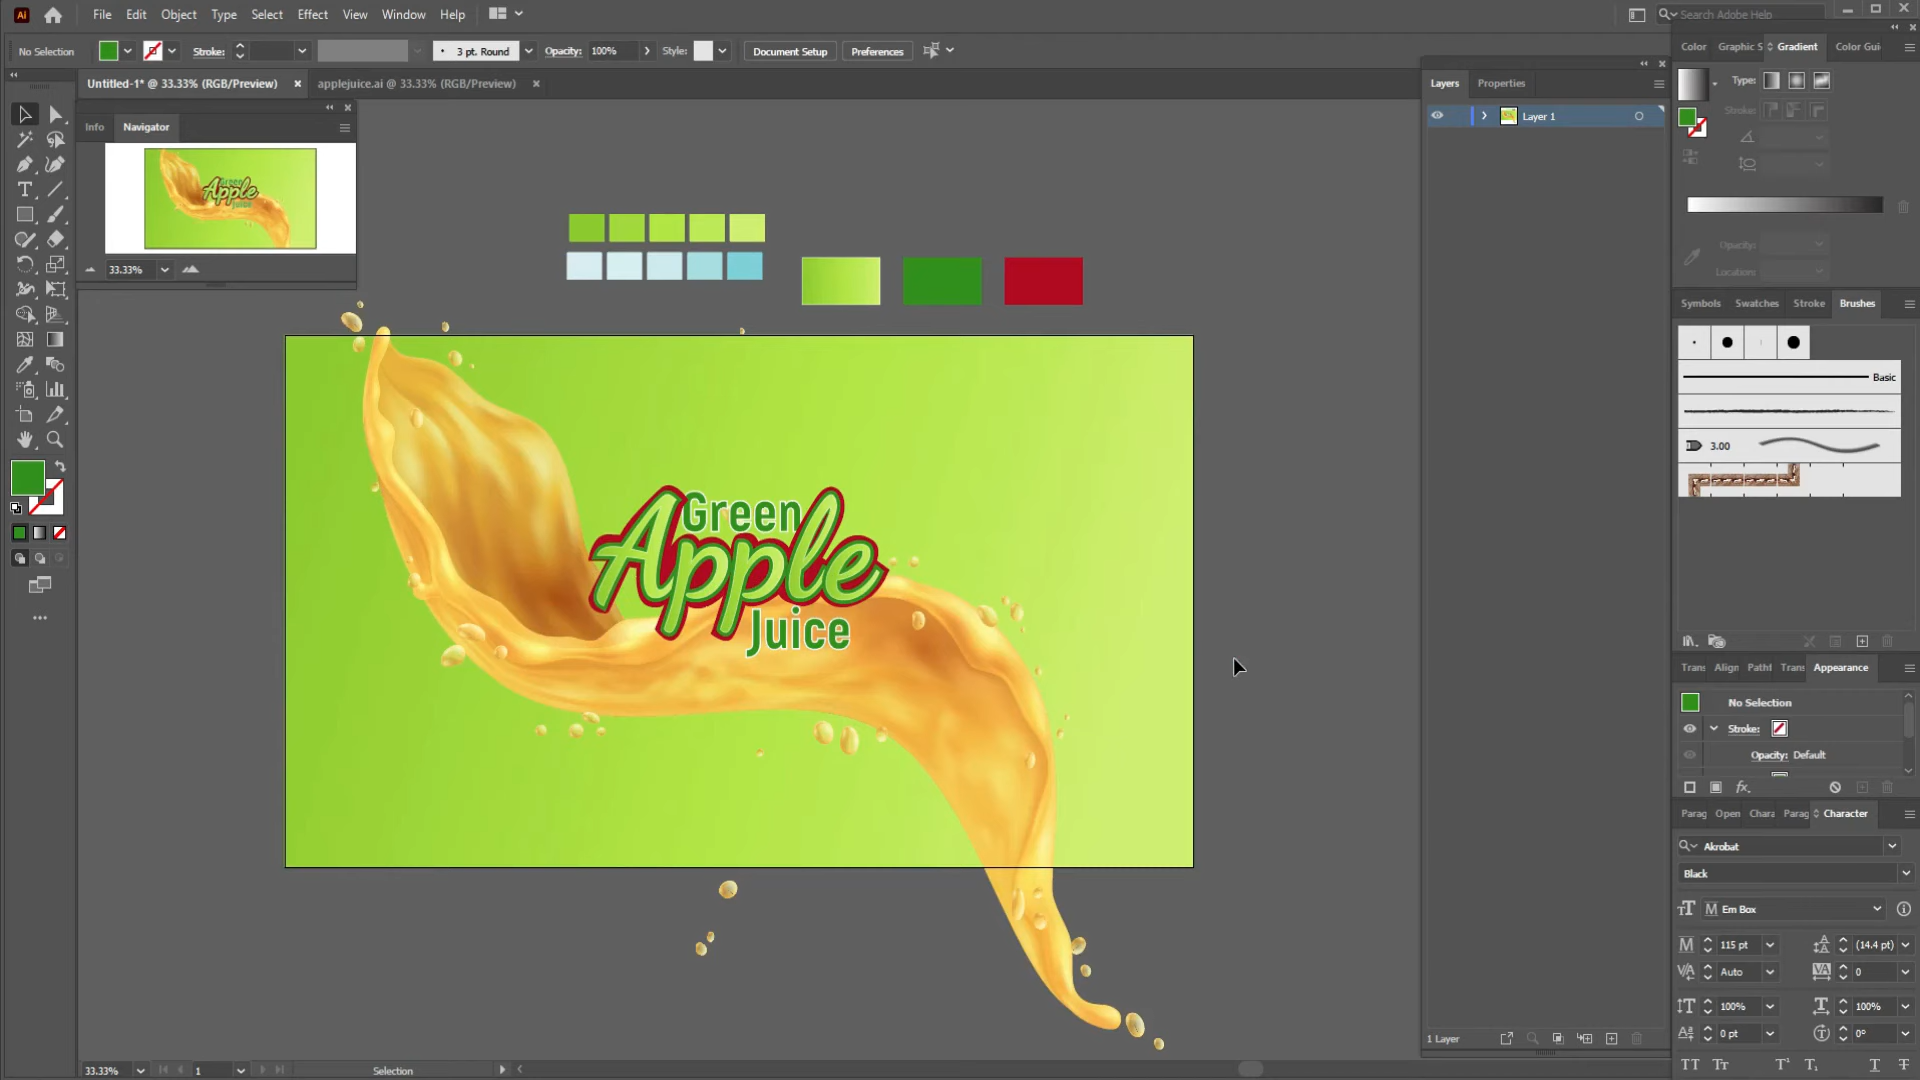 Ai File Edit Object Type Select Effect View Window Help Search Adobe Help
No Selection Stroke: 3 pt. Round Opacity: 100% Style: Document Setup Preferences
Untitled-1* @ 33.33% (RGB/Preview) × applejuice.ai @ 33.33% (RGB/Preview) ×
Info Navigator
33.33%
Green
Apple
Juice
Layers Properties
Layer 1
1 Layer
Color Graphic S Gradient Color Gui
Type:
Stroke:
Opacity:
Location:
Symbols Swatches Stroke Brushes
Basic
3.00
Trans Align Pathf Trans Appearance
No Selection
Stroke:
Opacity: Default
Parag Open Chara Parag Character
Akrobat
Black
Em Box
115 pt (14.4 pt)
Auto 0
100% 100%
0 pt 0°
33.33% 1 Selection